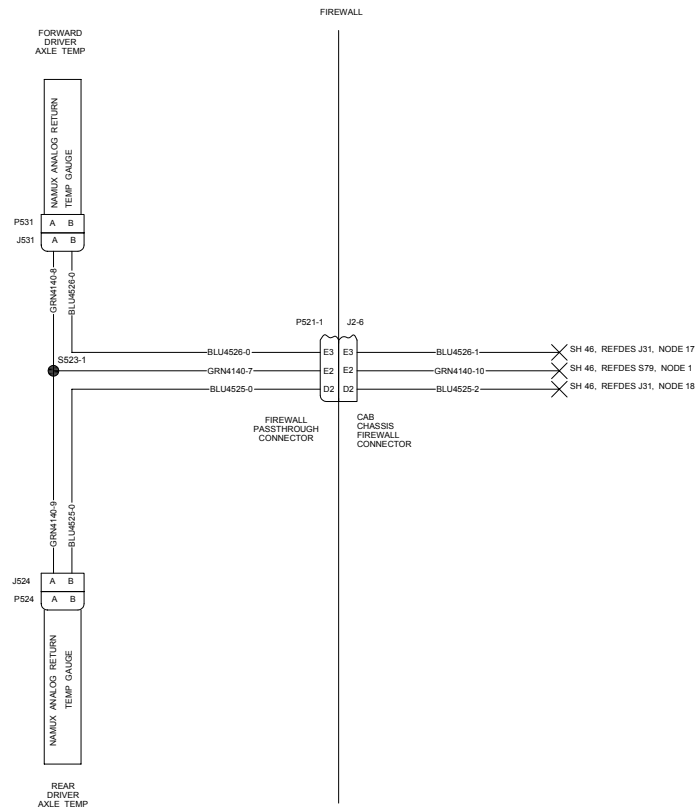 FIREWALL
FORWARD
DRIVER
AXLE TEMP
NAMUX ANALOG RETURN
TEMP GAUGE
P531 A B
J531 A B
GRN4140-8
BLU4526-0
P521-1 J2-6
BLU4526-0 E3 E3 BLU4526-1 SH 46, REFDES J31, NODE 17
S523-1
GRN4140-7 E2 E2 GRN4140-10 SH 46, REFDES S79, NODE 1
BLU4525-0 D2 D2 BLU4525-2 SH 46, REFDES J31, NODE 18
FIREWALL
PASSTHROUGH
CONNECTOR
CAB
CHASSIS
FIREWALL
CONNECTOR
GRN4140-9
BLU4525-0
J524 A B
P524 A B
NAMUX ANALOG RETURN
TEMP GAUGE
REAR
DRIVER
AXLE TEMP